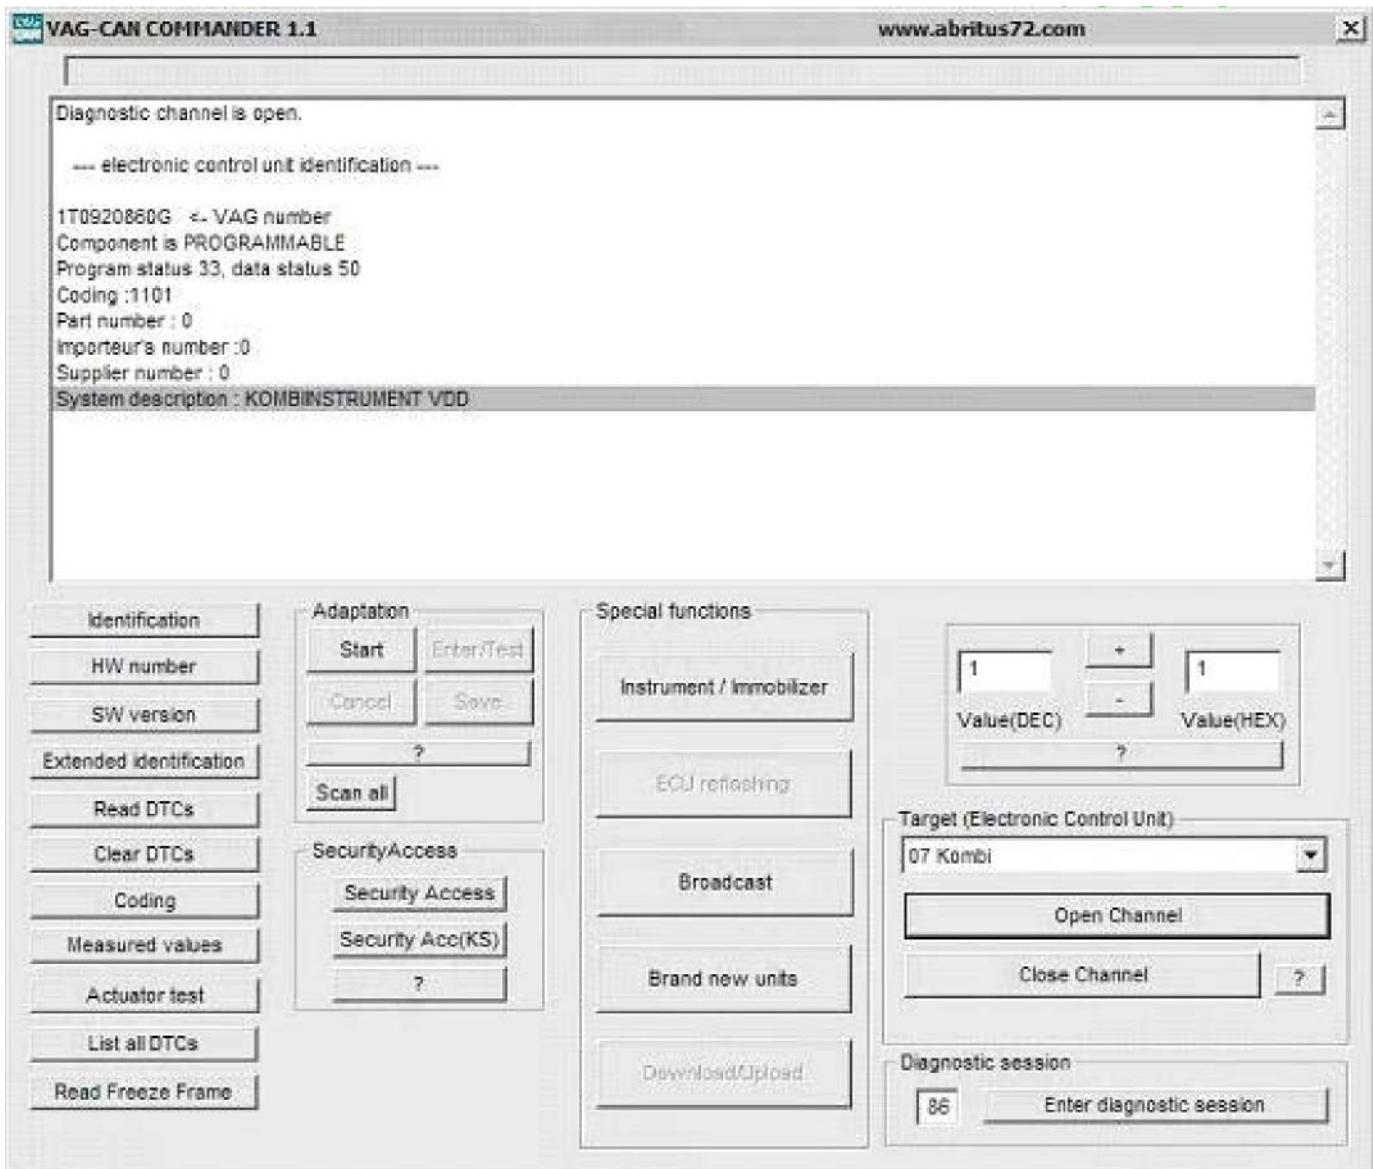 VAG-CAN COMMANDER 1.1
www.abritus72.com
Diagnostic channel is open.
--- electronic control unit identification ---
1T0920860G <- VAG number
Component is PROGRAMMABLE
Program status 33, data status 50
Coding :1101
Part number : 0
Importeur's number :0
Supplier number : 0
System description : KOMBIINSTRUMENT VDD
Identification
HW number
SW version
Extended identification
Read DTCs
Clear DTCs
Coding
Measured values
Actuator test
List all DTCs
Read Freeze Frame
Adaptation
Start
Enter/Test
Cancel
Save
?
Scan all
SecurityAccess
Security Access
Security Acc(KS)
?
Special functions
Instrument / Immobilizer
ECU reflashing
Broadcast
Brand new units
Download/Upload
1
+
1
-
Value(DEC)
Value(HEX)
?
Target (Electronic Control Unit)
07 Kombi
Open Channel
Close Channel
?
Diagnostic session
86
Enter diagnostic session